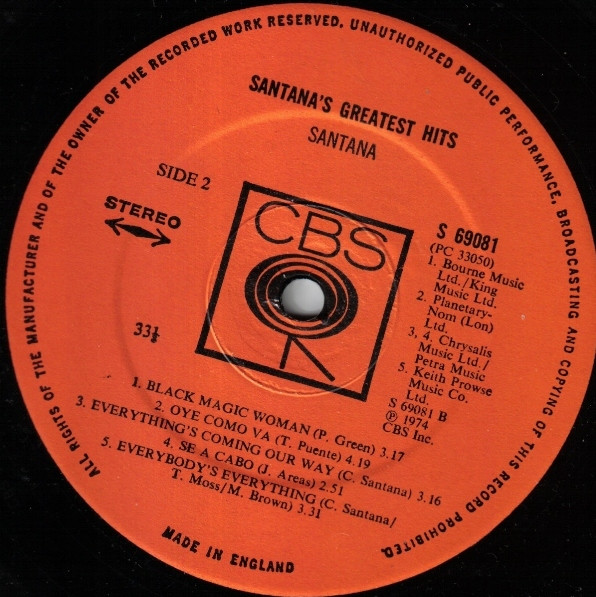 ALL RIGHTS OF THE MANUFACTURER AND OF THE OWNER OF THE RECORDED WORK RESERVED. UNAUTHORIZED PUBLIC PERFORMANCE, BROADCASTING AND COPYING OF THIS RECORD PROHIBITED.
SANTANA'S GREATEST HITS
SANTANA
SIDE 2
STEREO
CBS
S 69081
(PC 33050)
1. Bourne Music
Ltd./King
Music Ltd.
2. Planetary-
Nom (Lon)
Ltd.
3, 4. Chrysalis
Music Ltd./
Petra Music
5. Keith Prowse
Music Co.
Ltd.
S 69081 B
Ⓟ 1974
CBS Inc.
33⅓
1. BLACK MAGIC WOMAN (P. Green) 3.17
2. OYE COMO VA (T. Puente) 4.19
3. EVERYTHING'S COMING OUR WAY (C. Santana) 3.16
4. SE A CABO (J. Areas) 2.51
5. EVERYBODY'S EVERYTHING (C. Santana/
T. Moss/M. Brown) 3.31
MADE IN ENGLAND